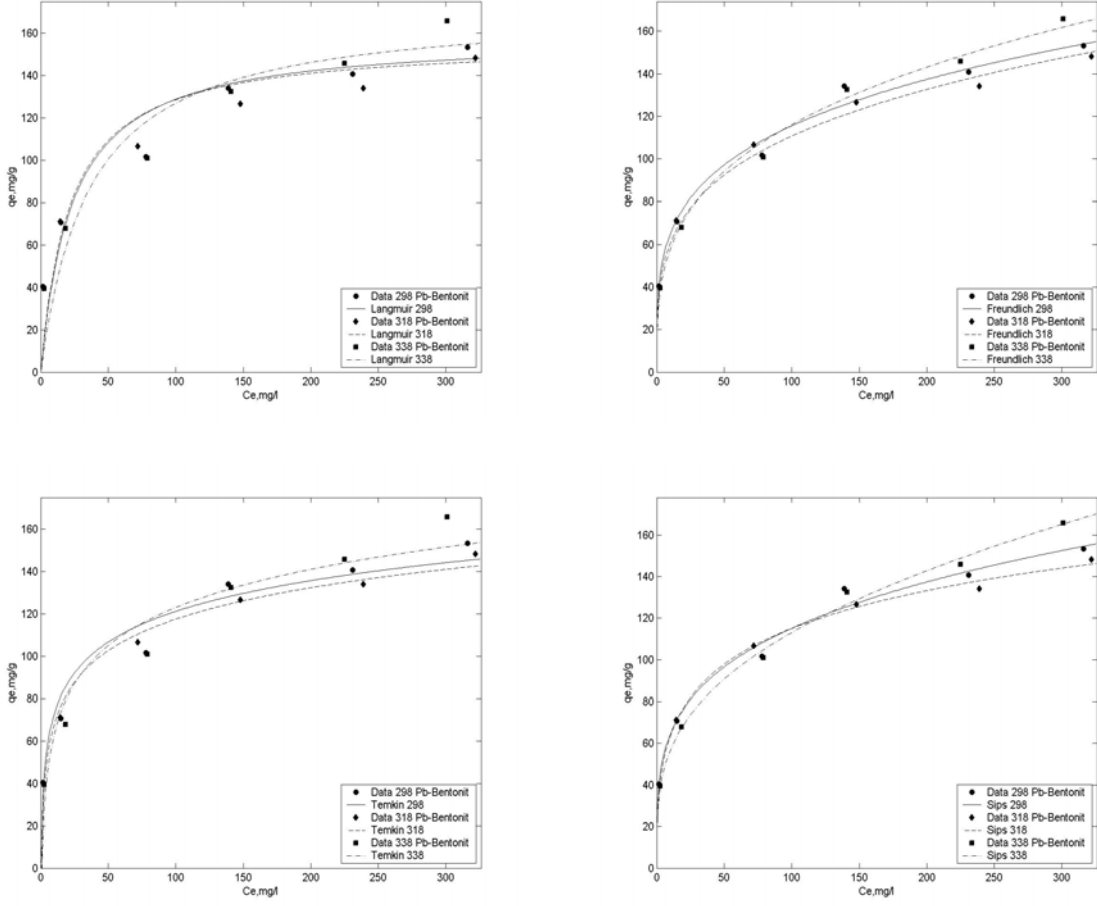 160
140
120
100
80
60
40
20
0
qe,mg/g
0 50 100 150 200 250 300
Ce,mg/l
Data 298 Pb-Bentonit
Langmuir 298
Data 318 Pb-Bentonit
Langmuir 318
Data 338 Pb-Bentonit
Langmuir 338
160
140
120
100
80
60
40
20
0
qe,mg/g
0 50 100 150 200 250 300
Ce,mg/l
Data 298 Pb-Bentonit
Freundlich 298
Data 318 Pb-Bentonit
Freundlich 318
Data 338 Pb-Bentonit
Freundlich 338
160
140
120
100
80
60
40
20
0
qe,mg/g
0 50 100 150 200 250 300
Ce,mg/l
Data 298 Pb-Bentonit
Temkin 298
Data 318 Pb-Bentonit
Temkin 318
Data 338 Pb-Bentonit
Temkin 338
160
140
120
100
80
60
40
20
0
qe,mg/g
0 50 100 150 200 250 300
Ce,mg/l
Data 298 Pb-Bentonit
Sips 298
Data 318 Pb-Bentonit
Sips 318
Data 338 Pb-Bentonit
Sips 338